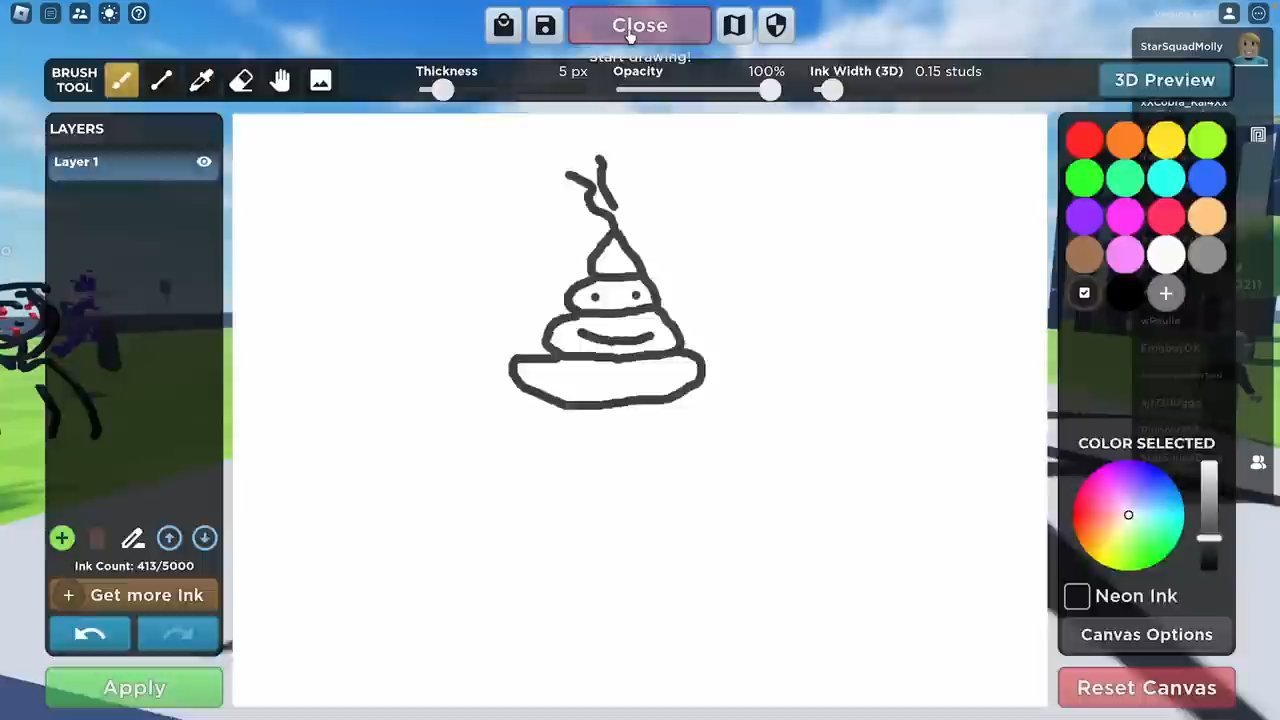 Close
Start drawing!
StarSquadMolly
BRUSH TOOL
Thickness
5 px
Opacity
100%
Ink Width (3D)
0.15 studs
3D Preview
LAYERS
Layer 1
COLOR SELECTED
Ink Count: 413/5000
+ Get more Ink
Neon Ink
Canvas Options
Apply
Reset Canvas